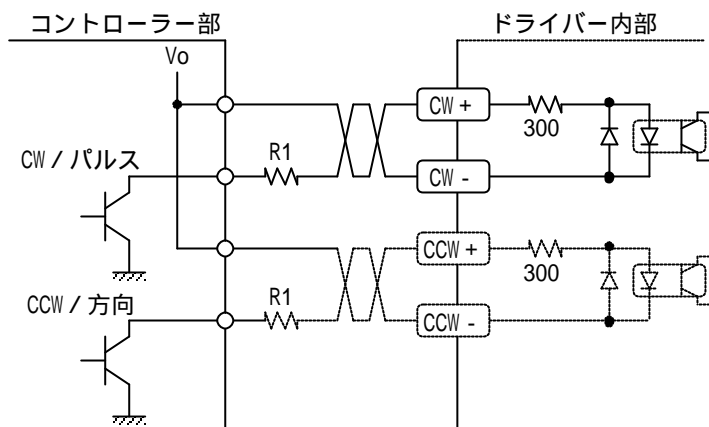 コントローラー部
ドライバー内部
Vo
CW +
300
CW / パルス
R1
CW -
CCW +
300
CCW / 方向
R1
CCW -